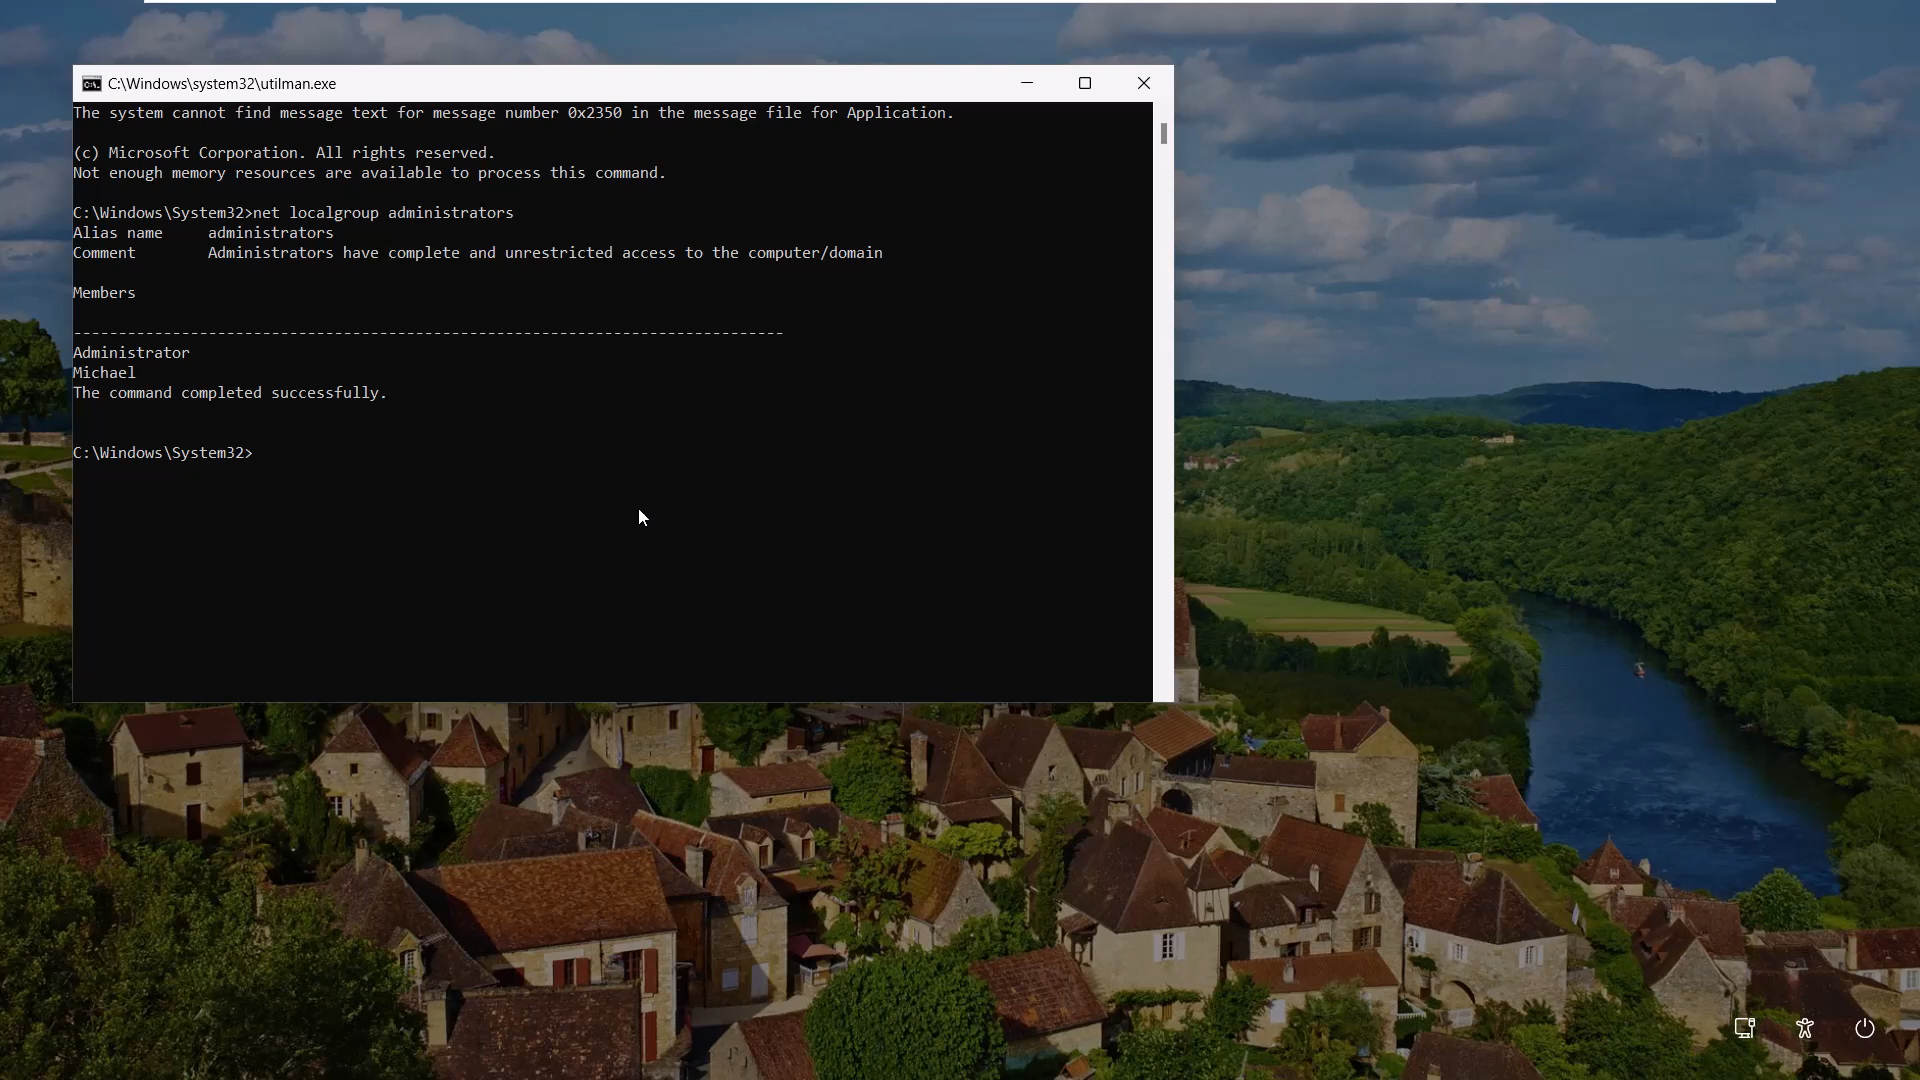 C:\Windows\system32\utilman.exe
The system cannot find message text for message number 0x2350 in the message file for Application.
(c) Microsoft Corporation. All rights reserved.
Not enough memory resources are available to process this command.
C:\Windows\System32>net localgroup administrators
Alias name     administrators
Comment        Administrators have complete and unrestricted access to the computer/domain
Members
-------------------------------------------------------------------------------
Administrator
Michael
The command completed successfully.
C:\Windows\System32>